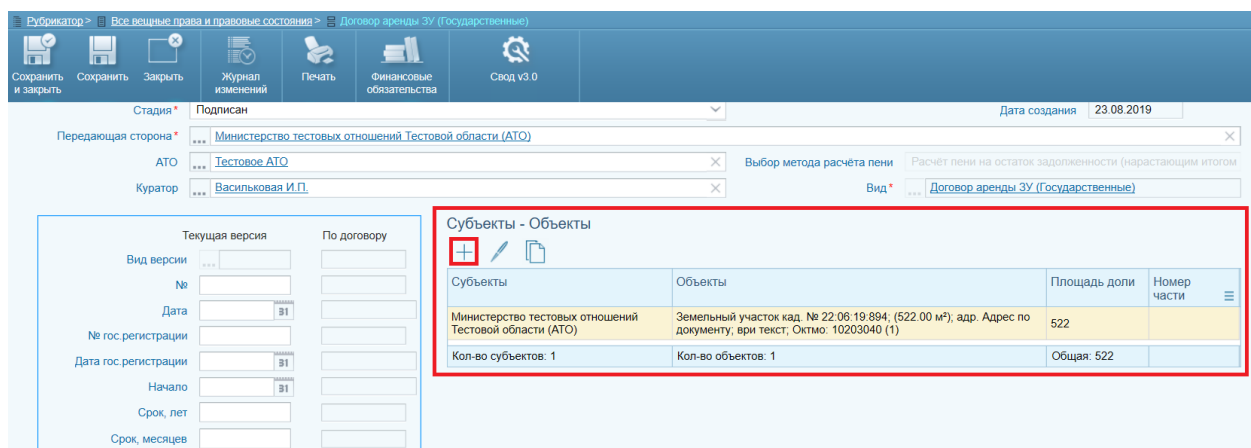 Рубрикатор > Все вещные права и правовые состояния > Договор аренды ЗУ (Государственные)
Сохранить и закрыть
Сохранить
Закрыть
Журнал изменений
Печать
Финансовые обязательства
Свод v3.0
Стадия * Подписан
Дата создания 23.08.2019
Передающая сторона * ... Министерство тестовых отношений Тестовой области (АТО)
АТО ... Тестовое АТО
Выбор метода расчёта пени Расчет пени на остаток задолженности (нарастающим итогом
Куратор ... Васильковая И.П.
Вид * ... Договор аренды ЗУ (Государственные)
Текущая версия По договору
Вид версии ...
№
Дата 31
№ гос.регистрации
Дата гос.регистрации 31
Начало 31
Срок, лет
Срок, месяцев
Субъекты - Объекты
Субъекты Объекты Площадь доли Номер части
Министерство тестовых отношений Тестовой области (АТО)
Земельный участок кад. № 22:06:19:894; (522.00 м²); адр. Адрес по
документу; ври текст; Октмо: 10203040 (1)
522
Кол-во субъектов: 1 Кол-во объектов: 1 Общая: 522